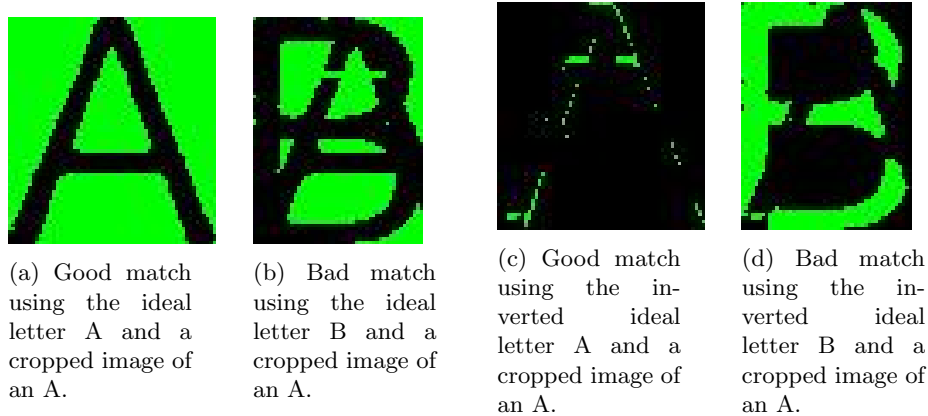 (a) Good match
using the ideal
letter A and a
cropped image of
an A.
(b) Bad match
using the ideal
letter B and a
cropped image of
an A.
(c) Good match
using the in-
verted ideal
letter A and a
cropped image of
an A.
(d) Bad match
using the in-
verted ideal
letter B and a
cropped image of
an A.